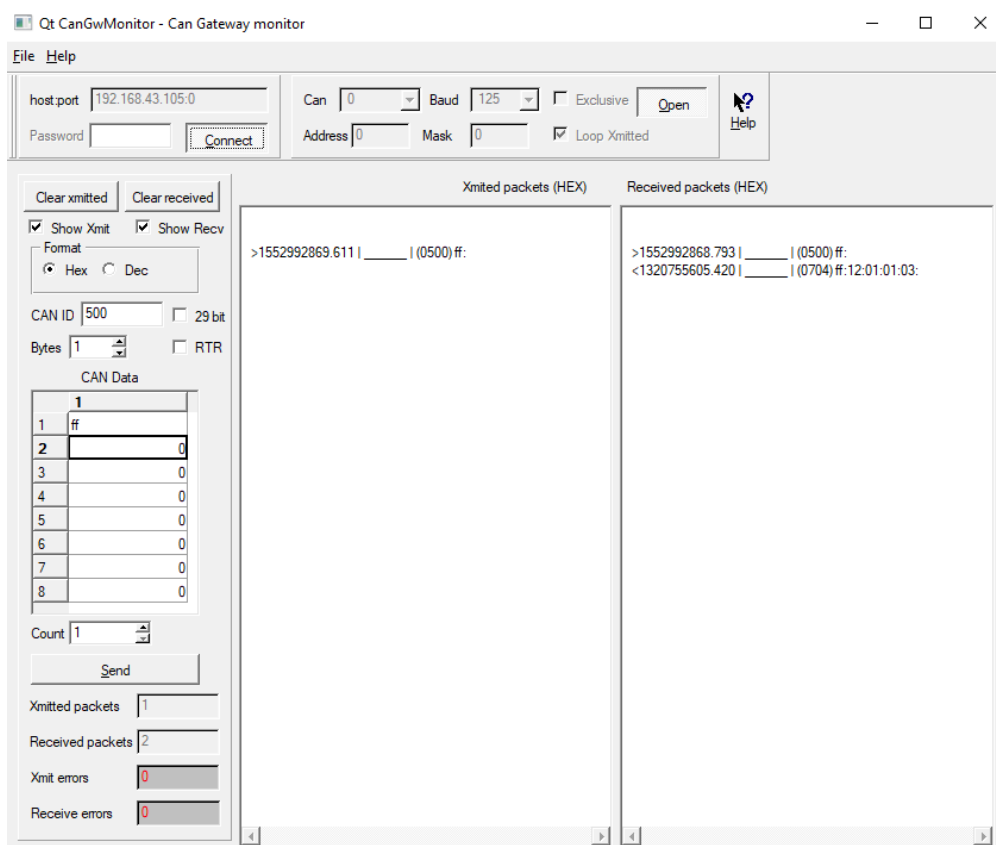 Qt CanGwMonitor - Can Gateway monitor
File Help
host:port 192.168.43.105:0
Password
Connect
Can 0 Baud 125 Exclusive Open
Address 0 Mask 0 Loop Xmitted
Help
Clear xmitted Clear received
Show Xmit Show Recv
Format
Hex Dec
CAN ID 500 29 bit
Bytes 1 RTR
CAN Data
1
1 ff
2 0
3 0
4 0
5 0
6 0
7 0
8 0
Count 1
Send
Xmitted packets 1
Received packets 2
Xmit errors 0
Receive errors 0
Xmited packets (HEX)
>1552992869.611 | ______ | (0500) ff:
Received packets (HEX)
>1552992868.793 | ______ | (0500) ff:
<1320755605.420 | ______ | (0704) ff:12:01:01:03: